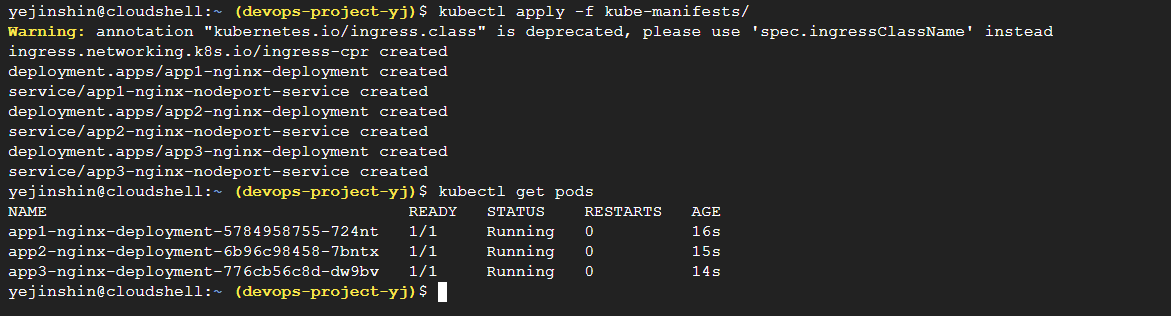 yejinshin@cloudshell:~ (devops-project-yj)$ kubectl apply -f kube-manifests/
Warning: annotation "kubernetes.io/ingress.class" is deprecated, please use 'spec.ingressClassName' instead
ingress.networking.k8s.io/ingress-cpr created
deployment.apps/app1-nginx-deployment created
service/app1-nginx-nodeport-service created
deployment.apps/app2-nginx-deployment created
service/app2-nginx-nodeport-service created
deployment.apps/app3-nginx-deployment created
service/app3-nginx-nodeport-service created
yejinshin@cloudshell:~ (devops-project-yj)$ kubectl get pods
NAME                                     READY   STATUS    RESTARTS   AGE
app1-nginx-deployment-5784958755-724nt   1/1     Running   0          16s
app2-nginx-deployment-6b96c98458-7bntx   1/1     Running   0          15s
app3-nginx-deployment-776cb56c8d-dw9bv   1/1     Running   0          14s
yejinshin@cloudshell:~ (devops-project-yj)$